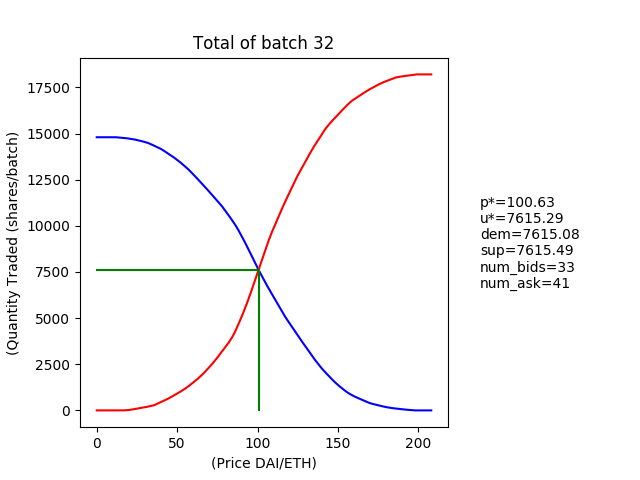 Total of batch 32
(Quantity Traded (shares/batch)
17500
15000
12500
10000
7500
5000
2500
0
0 50 100 150 200
(Price DAI/ETH)
p*=100.63
u*=7615.29
dem=7615.08
sup=7615.49
num_bids=33
num_ask=41